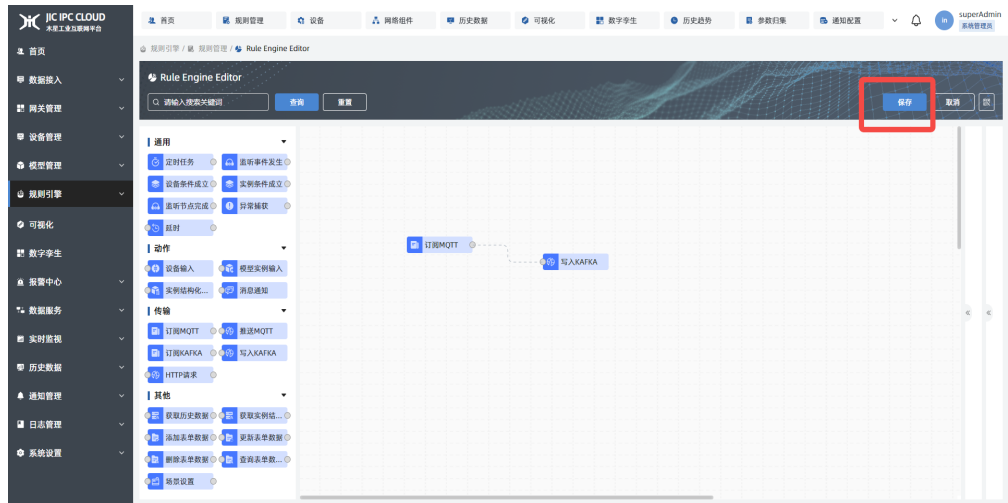 JIC IPC CLOUD
木星工业互联网平台
首页
规则管理
设备
网络组件
历史数据
可视化
数字孪生
历史趋势
参数归集
通知配置
in
superAdmin
系统管理员
首页
数据接入
网关管理
设备管理
模型管理
规则引擎
可视化
数字孪生
报警中心
数据服务
实时监视
历史数据
通知管理
日志管理
系统设置
规则引擎 / 规则管理 / Rule Engine Editor
Rule Engine Editor
请输入搜索关键词
查询
重置
保存
取消
通用
定时任务
监听事件发生
设备条件成立
实例条件成立
监听节点完成
异常捕获
延时
动作
设备输入
模型实例输入
实例结构化...
消息通知
传输
订阅MQTT
推送MQTT
订阅KAFKA
写入KAFKA
HTTP请求
其他
获取历史数据
获取实例结...
添加表单数据
更新表单数据
删除表单数据
查询表单数...
场景设置
订阅MQTT
写入KAFKA